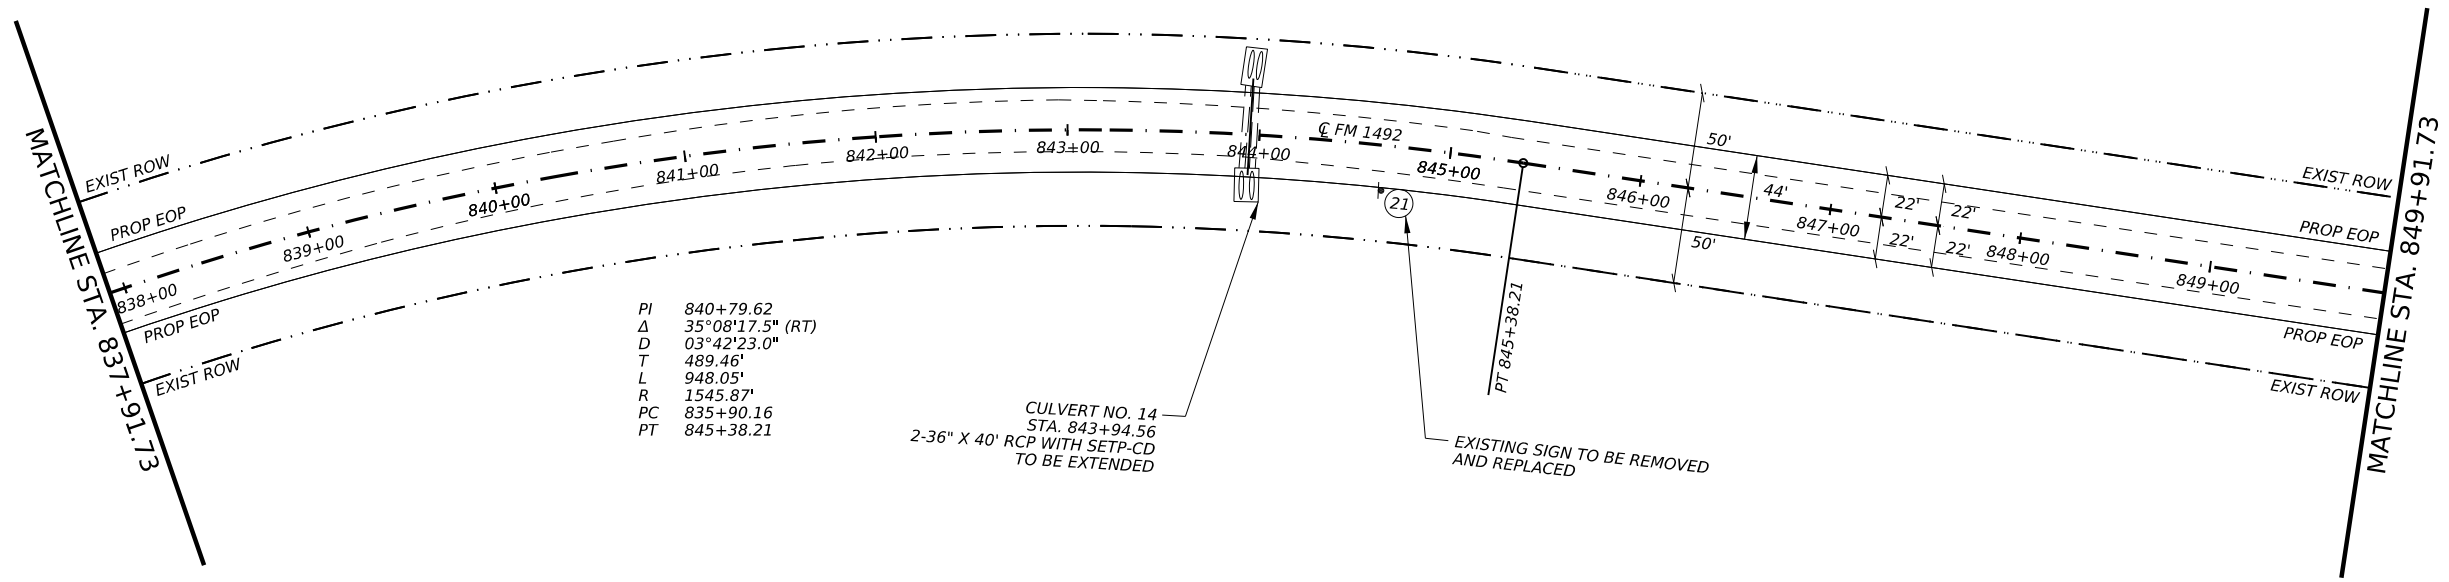 MATCHLINE STA. 837+91.73
EXIST ROW
PROP EOP
838+00
PROP EOP
EXIST ROW
839+00
840+00
841+00
842+00
843+00
844+00
℄ FM 1492
845+00
846+00
847+00
848+00
849+00
21
50'
50'
44'
22'
22'
22'
22'
EXIST ROW
PROP EOP
PROP EOP
EXIST ROW
MATCHLINE STA. 849+91.73
PT 845+38.21
PI 840+79.62
Δ 35°08'17.5" (RT)
D 03°42'23.0"
T 489.46'
L 948.05'
R 1545.87'
PC 835+90.16
PT 845+38.21
CULVERT NO. 14
STA. 843+94.56
2-36" X 40' RCP WITH SETP-CD
TO BE EXTENDED
EXISTING SIGN TO BE REMOVED
AND REPLACED